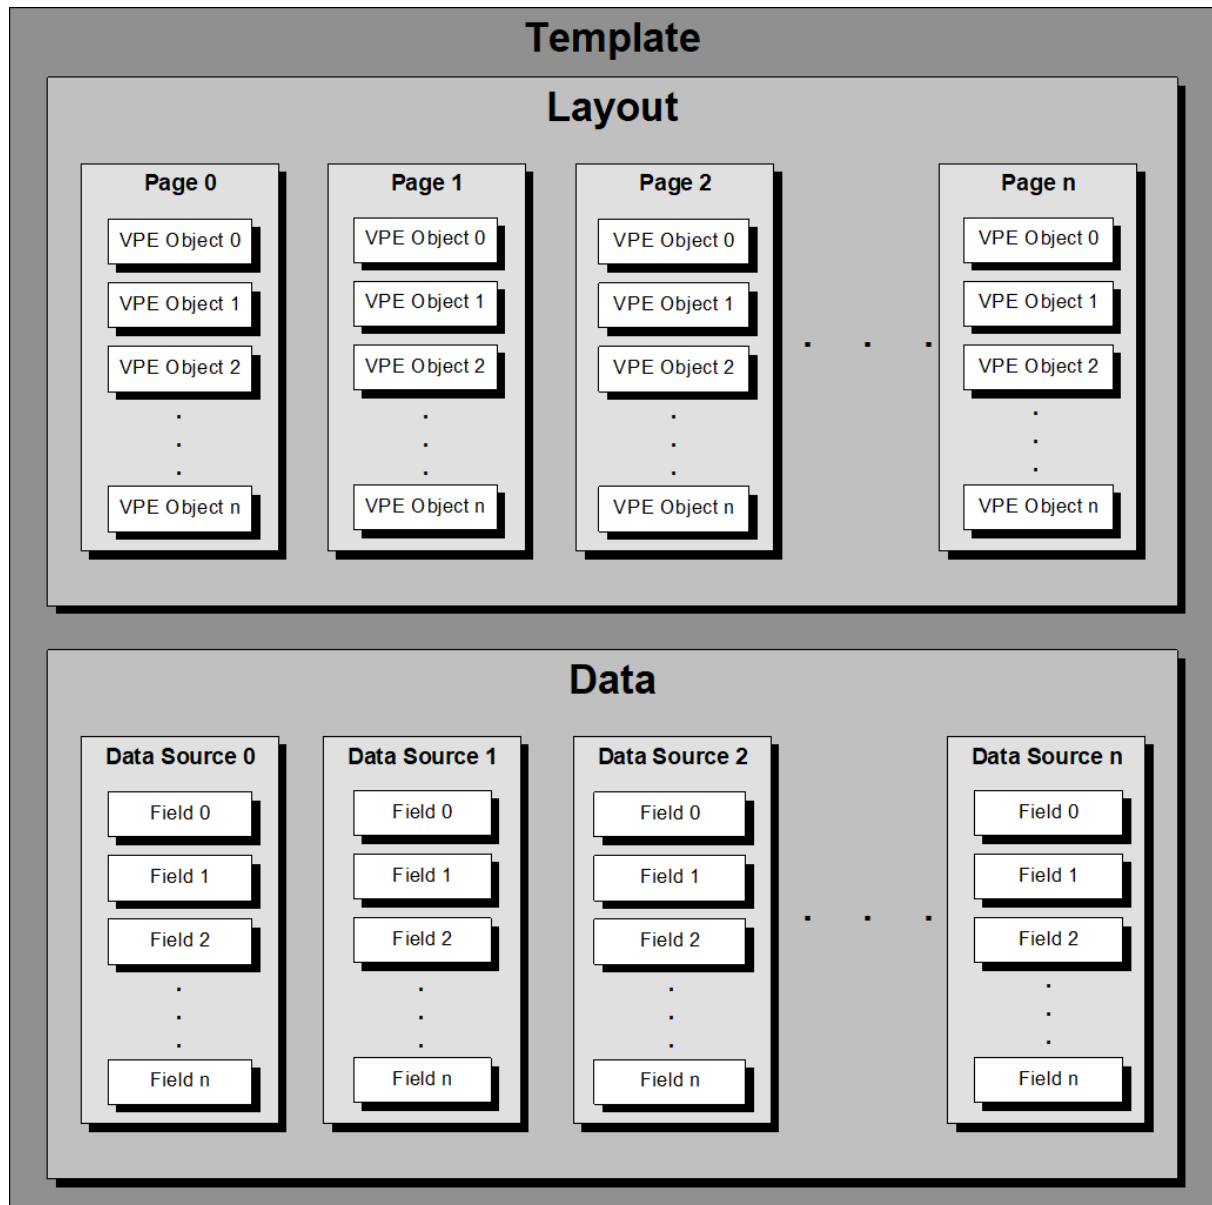 Template
Layout
Page 0
VPE Object 0
VPE Object 1
VPE Object 2
.
.
.
VPE Object n
Page 1
VPE Object 0
VPE Object 1
VPE Object 2
.
.
.
VPE Object n
Page 2
VPE Object 0
VPE Object 1
VPE Object 2
.
.
.
VPE Object n
. . .
Page n
VPE Object 0
VPE Object 1
VPE Object 2
.
.
.
VPE Object n
Data
Data Source 0
Field 0
Field 1
Field 2
.
.
.
Field n
Data Source 1
Field 0
Field 1
Field 2
.
.
.
Field n
Data Source 2
Field 0
Field 1
Field 2
.
.
.
Field n
. . .
Data Source n
Field 0
Field 1
Field 2
.
.
.
Field n